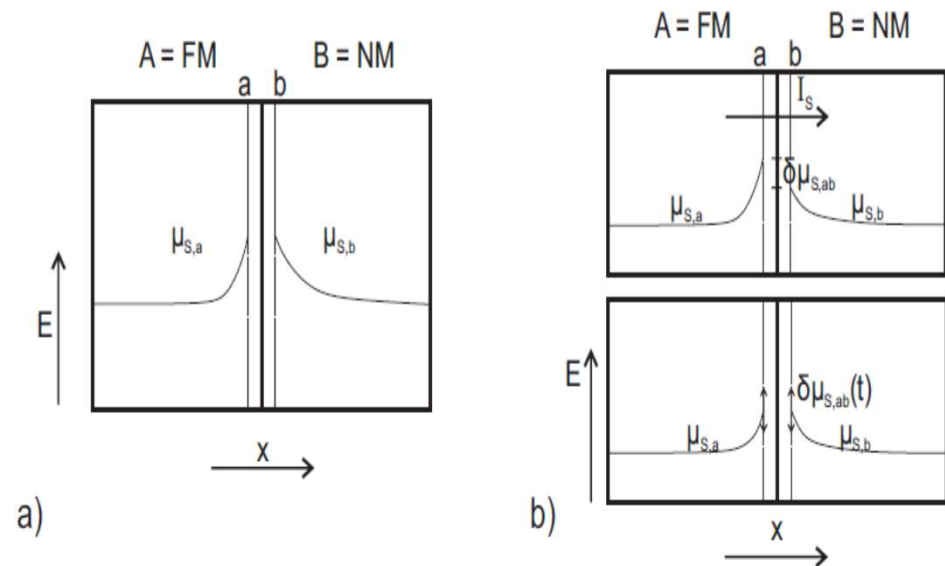 A = FM B = NM
a b
μS,a μS,b
E
x
a)
A = FM B = NM
a b
IS
δμS,ab
μS,a μS,b
E
δμS,ab(t)
μS,a μS,b
x
b)